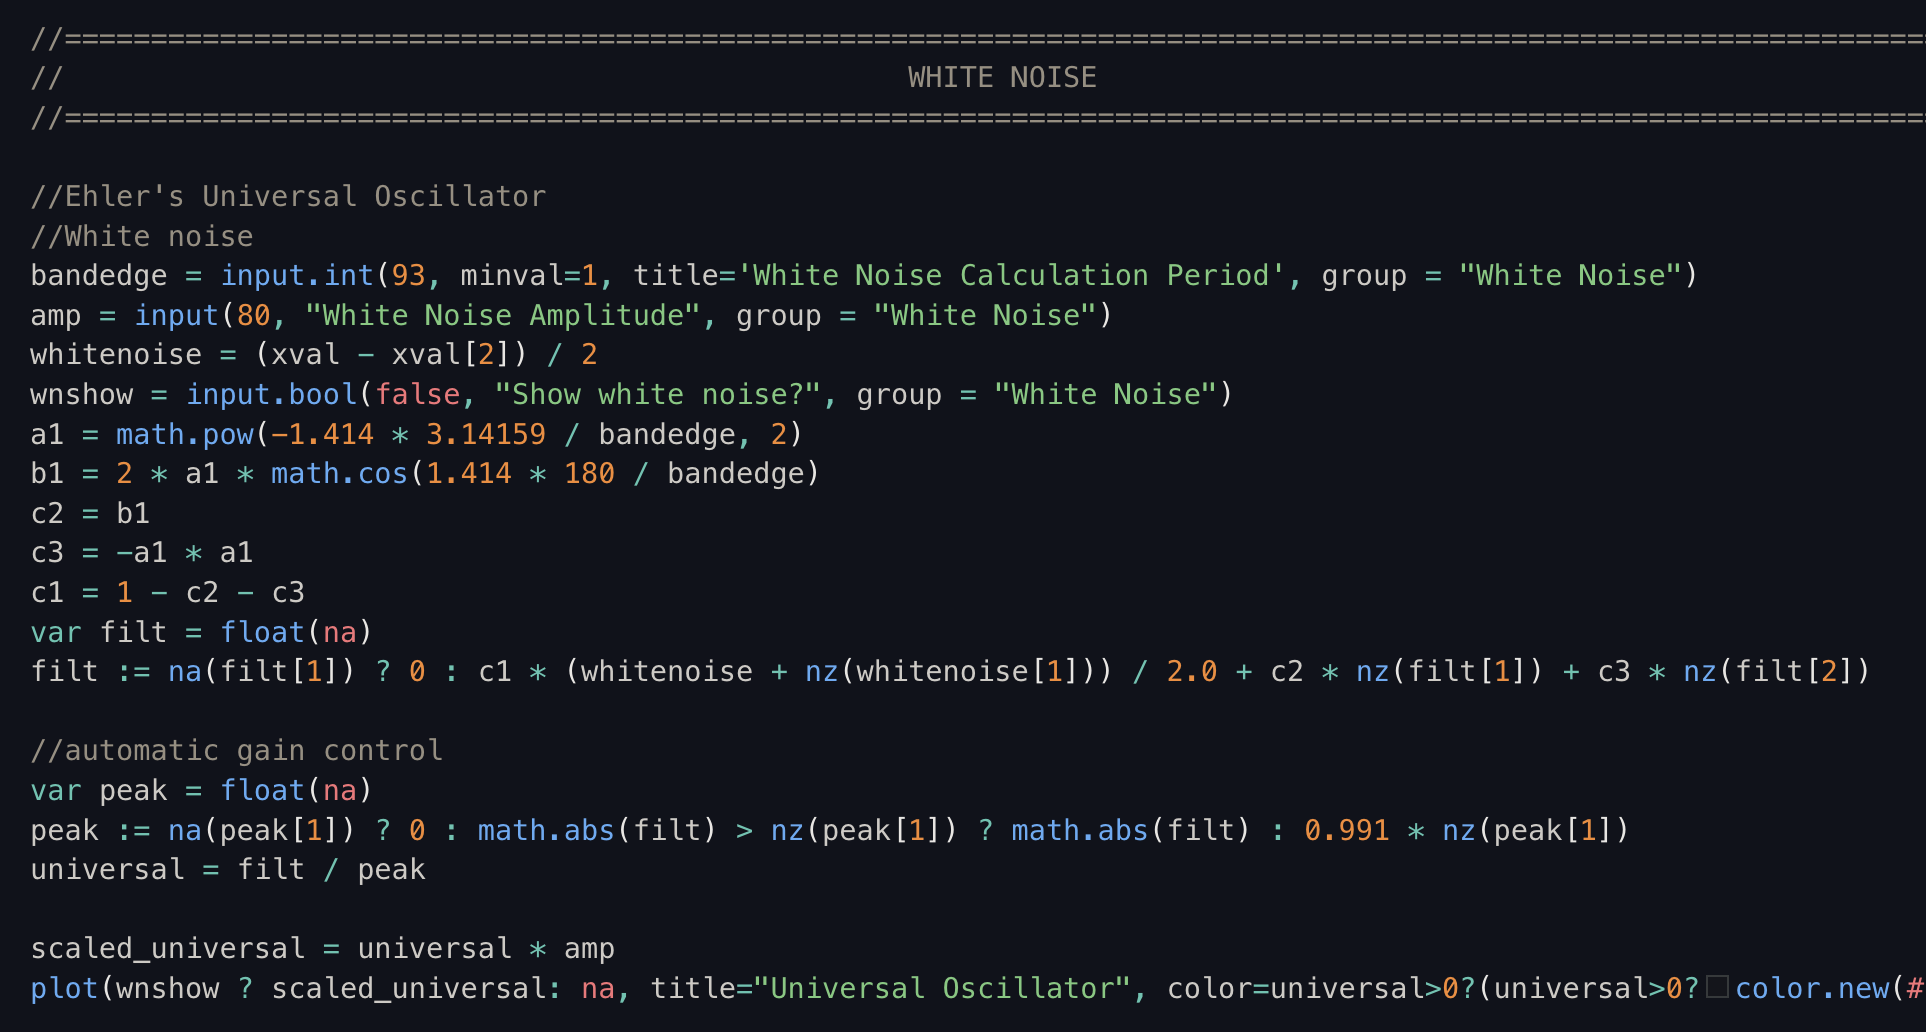 //============================================================================================================
// WHITE NOISE
//============================================================================================================
//Ehler's Universal Oscillator
//White noise
bandedge = input.int(93, minval=1, title='White Noise Calculation Period', group = "White Noise")
amp = input(80, "White Noise Amplitude", group = "White Noise")
whitenoise = (xval - xval[2]) / 2
wnshow = input.bool(false, "Show white noise?", group = "White Noise")
a1 = math.pow(-1.414 * 3.14159 / bandedge, 2)
b1 = 2 * a1 * math.cos(1.414 * 180 / bandedge)
c2 = b1
c3 = -a1 * a1
c1 = 1 - c2 - c3
var filt = float(na)
filt := na(filt[1]) ? 0 : c1 * (whitenoise + nz(whitenoise[1])) / 2.0 + c2 * nz(filt[1]) + c3 * nz(filt[2])
//automatic gain control
var peak = float(na)
peak := na(peak[1]) ? 0 : math.abs(filt) > nz(peak[1]) ? math.abs(filt) : 0.991 * nz(peak[1])
universal = filt / peak
scaled_universal = universal * amp
plot(wnshow ? scaled_universal: na, title="Universal Oscillator", color=universal>0?(universal>0?color.new(#